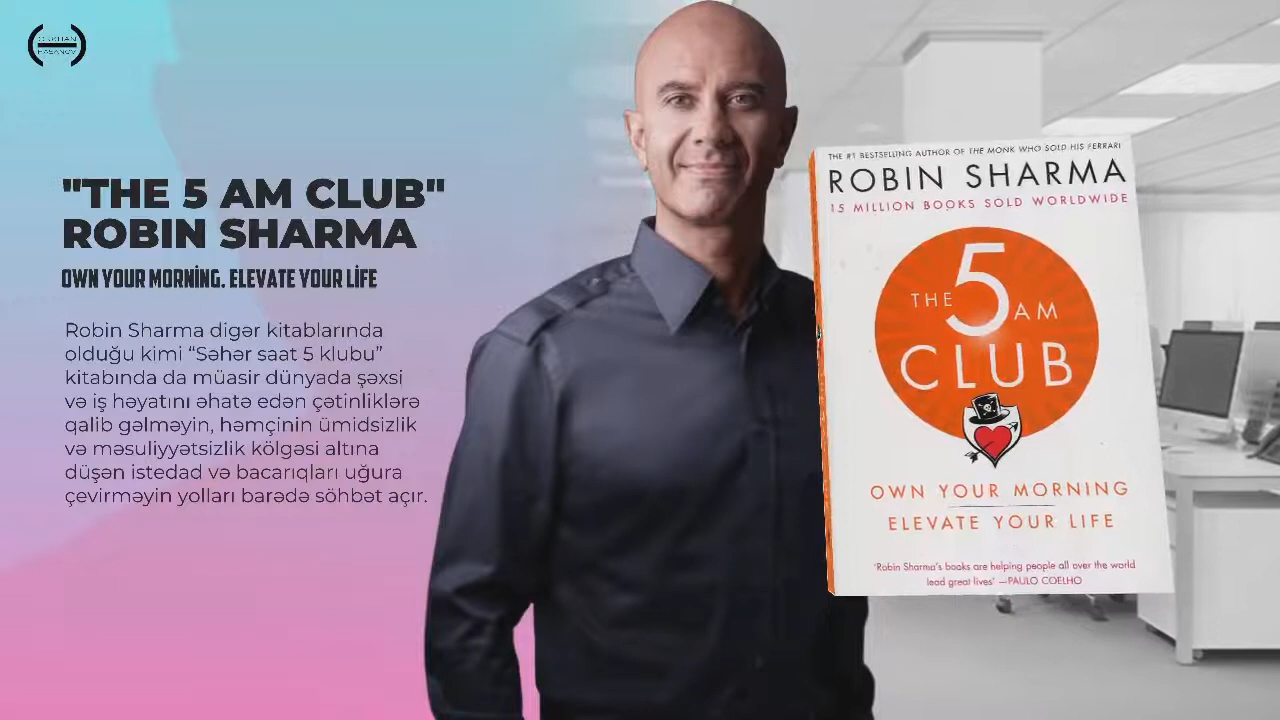 "THE 5 AM CLUB"
ROBIN SHARMA
OWN YOUR MORNİNG. ELEVATE YOUR LİFE
Robin Sharma digər kitablarında
olduğu kimi “Səhər saat 5 klubu”
kitabında da müasir dünyada şəxsi
və iş həyatını əhatə edən çətinliklərə
qalib gəlməyin, həmçinin ümidsizlik
və məsuliyyətsizlik kölgəsi altına
düşən istedad və bacarıqları uğura
çevirməyin yolları barədə söhbət açır.
THE #1 BESTSELLING AUTHOR OF THE MONK WHO SOLD HIS FERRARI
ROBIN SHARMA
15 MILLION BOOKS SOLD WORLDWIDE
THE 5 AM
CLUB
OWN YOUR MORNING
ELEVATE YOUR LIFE
'Robin Sharma's books are helping people all over the world
lead great lives' —PAULO COELHO